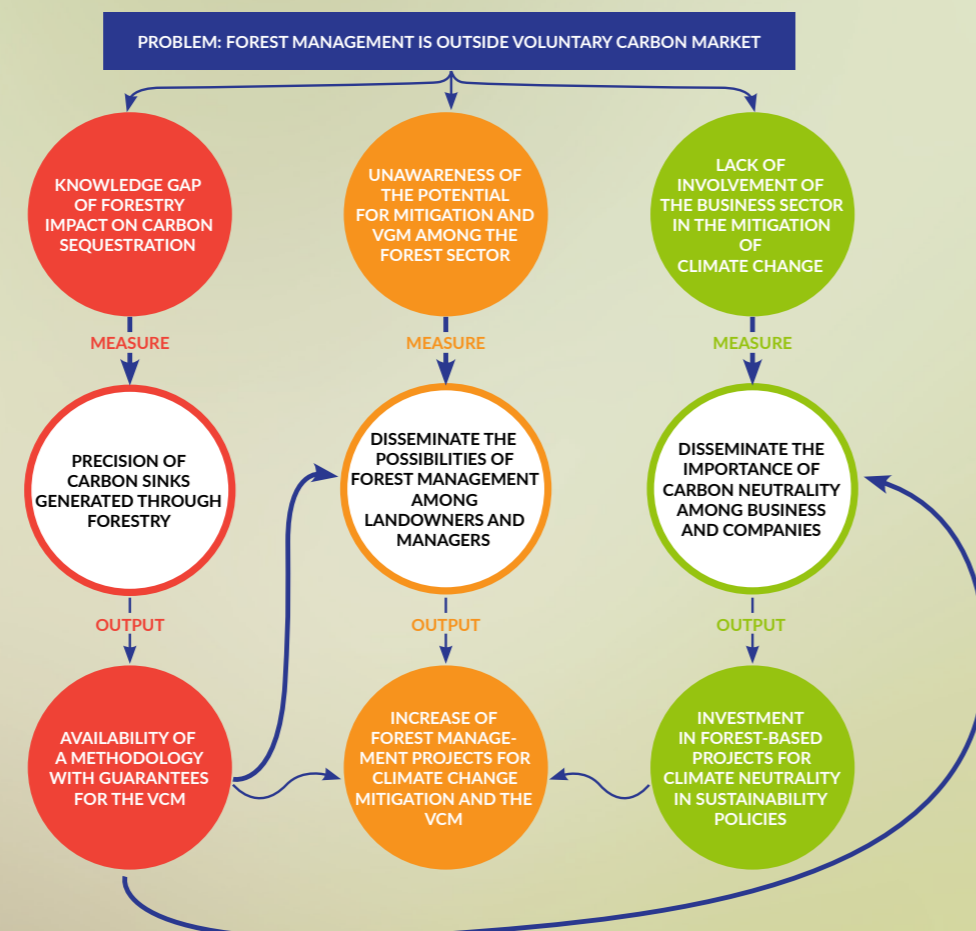 PROBLEM: FOREST MANAGEMENT IS OUTSIDE VOLUNTARY CARBON MARKET
KNOWLEDGE GAP
OF FORESTRY
IMPACT ON CARBON
SEQUESTRATION
UNAWARENESS OF
THE POTENTIAL
FOR MITIGATION AND
VGM AMONG THE
FOREST SECTOR
LACK OF
INVOLVEMENT OF
THE BUSINESS SECTOR
IN THE MITIGATION
OF
CLIMATE CHANGE
MEASURE
MEASURE
MEASURE
PRECISION OF
CARBON SINKS
GENERATED THROUGH
FORESTRY
DISSEMINATE THE
POSSIBILITIES OF
FOREST MANAGEMENT
AMONG
LANDOWNERS AND
MANAGERS
DISSEMINATE THE
IMPORTANCE OF
CARBON NEUTRALITY
AMONG BUSINESS
AND COMPANIES
OUTPUT
OUTPUT
OUTPUT
AVAILABILITY OF
A METHODOLOGY
WITH GUARANTEES
FOR THE VCM
INCREASE OF
FOREST MANAGE-
MENT PROJECTS FOR
CLIMATE CHANGE
MITIGATION AND THE
VCM
INVESTMENT
IN FOREST-BASED
PROJECTS FOR
CLIMATE NEUTRALITY
IN SUSTAINABILITY
POLICIES